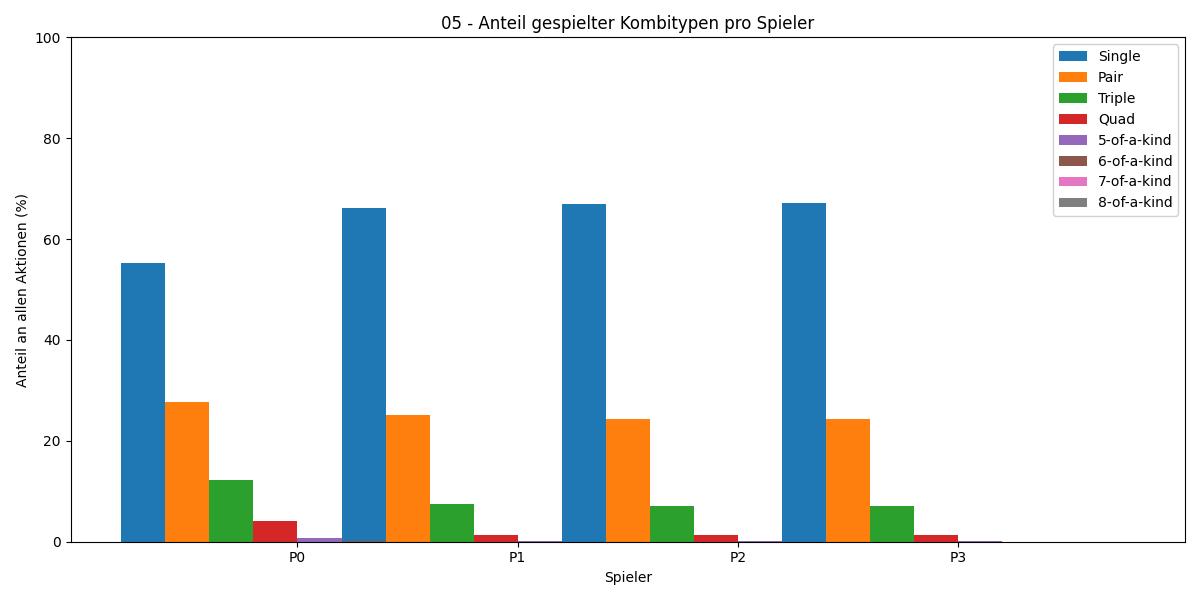 05 - Anteil gespielter Kombitypen pro Spieler
Anteil an allen Aktionen (%)
100
80
60
40
20
0
Single
Pair
Triple
Quad
5-of-a-kind
6-of-a-kind
7-of-a-kind
8-of-a-kind
P0 P1 P2 P3
Spieler